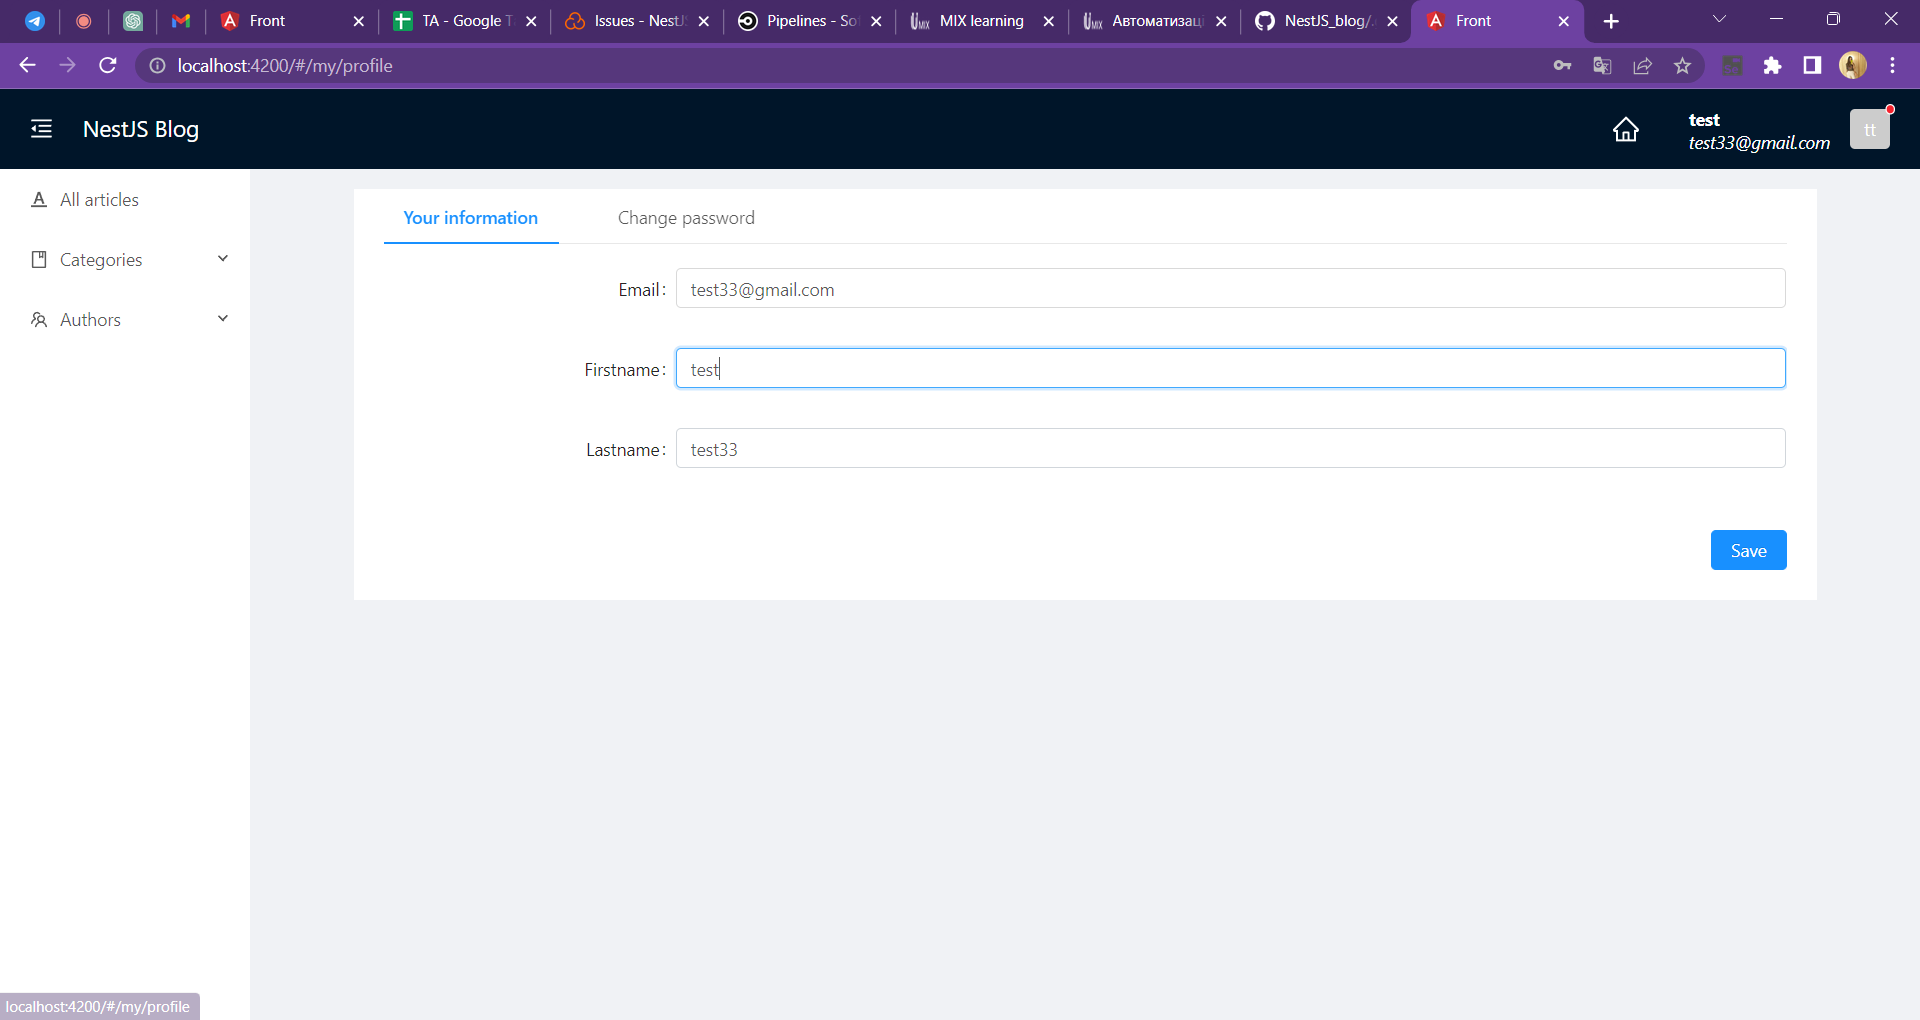 Front
TA - Google T
Issues - NestJS
Pipelines - So
MIX learning
Автоматизац
NestJS_blog/.
Front
localhost:4200/#/my/profile
NestJS Blog
test
test33@gmail.com
tt
All articles
Categories
Authors
Your information
Change password
Email:
test33@gmail.com
Firstname:
test
Lastname:
test33
Save
localhost:4200/#/my/profile